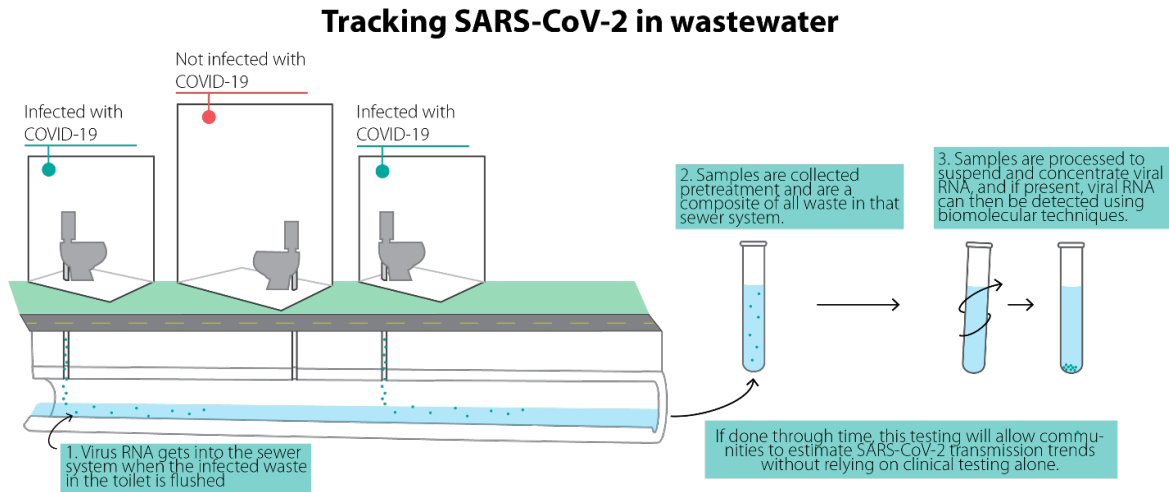 Tracking SARS-CoV-2 in wastewater
Not infected with
COVID-19
Infected with
COVID-19
Infected with
COVID-19
1. Virus RNA gets into the sewer
system when the infected waste
in the toilet is flushed
2. Samples are collected
pretreatment and are a
composite of all waste in that
sewer system.
3. Samples are processed to
suspend and concentrate viral
RNA, and if present, viral RNA
can then be detected using
biomolecular techniques.
If done through time, this testing will allow commu-
nities to estimate SARS-CoV-2 transmission trends
without relying on clinical testing alone.